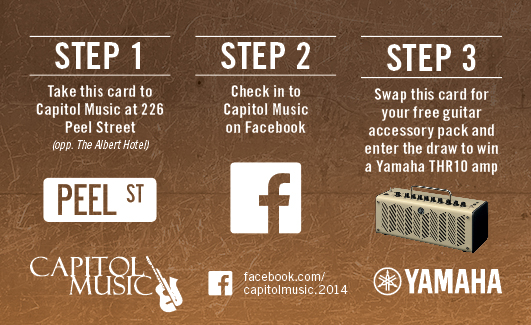 STEP 1
Take this card to
Capitol Music at 226
Peel Street
(opp. The Albert Hotel)
PEEL ST
CAPITOL
MUSIC
STEP 2
Check in to
Capitol Music
on Facebook
f
f facebook.com/
capitolmusic.2014
STEP 3
Swap this card for
your free guitar
accessory pack and
enter the draw to win
a Yamaha THR10 amp
YAMAHA